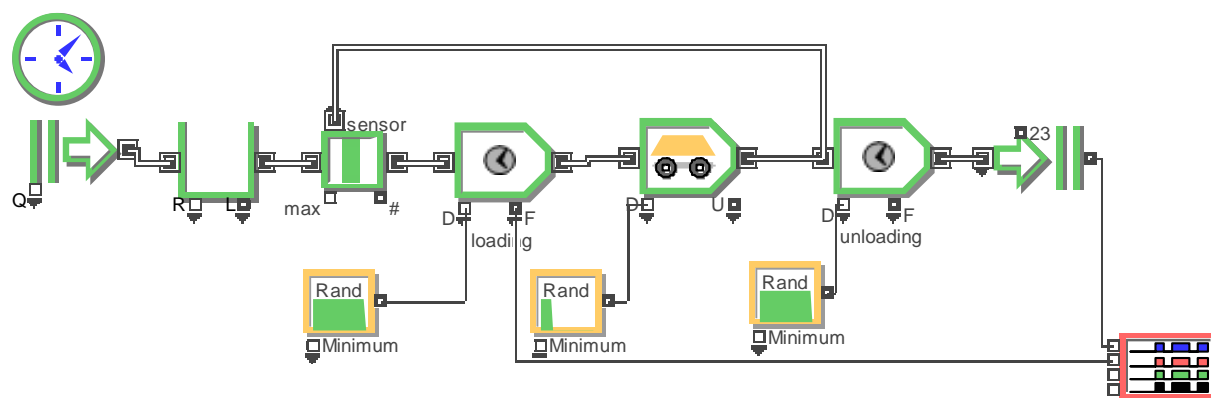 sensor
23
Q
R L
max #
D F
D U
D F
loading
unloading
Rand
Rand
Rand
Minimum
Minimum
Minimum